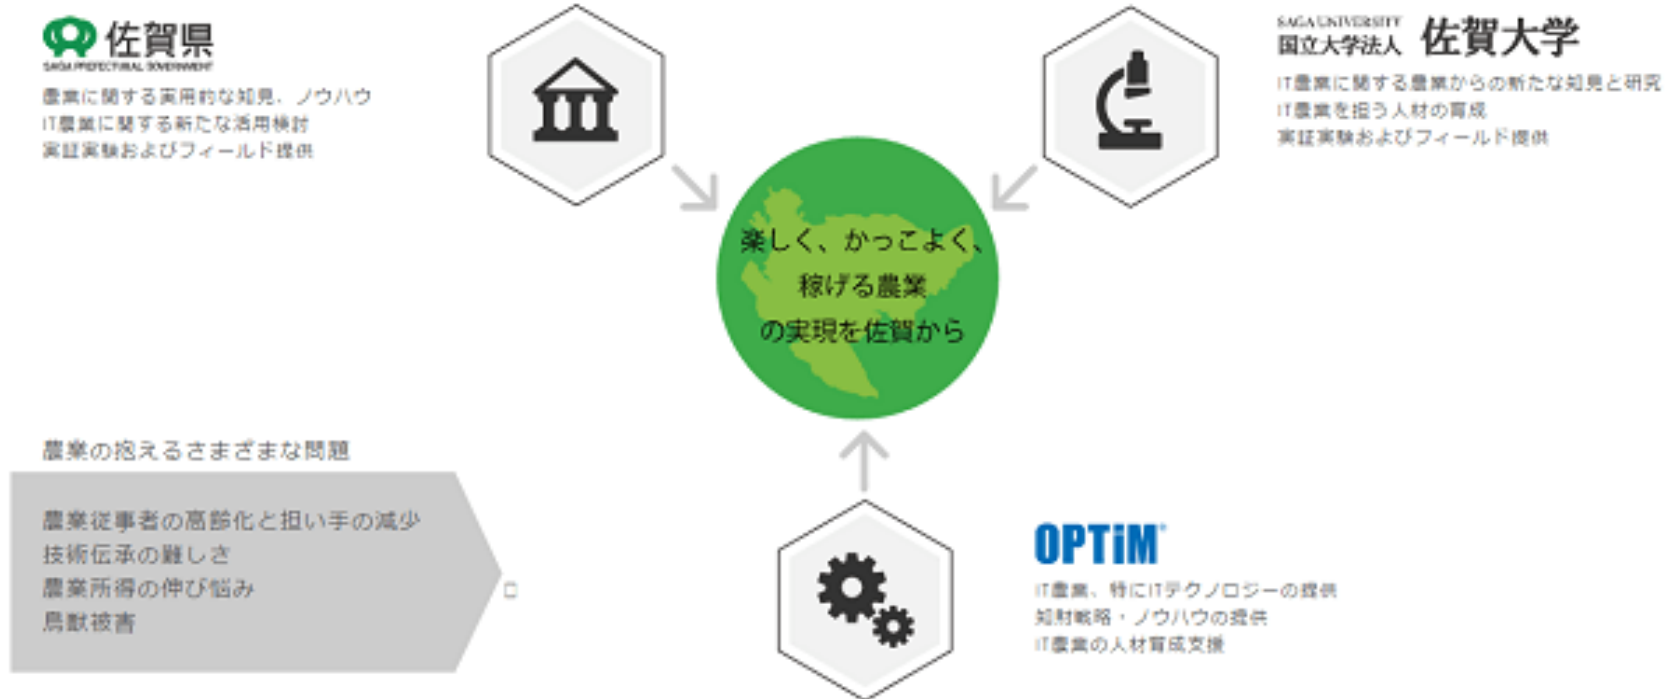 佐賀県
SAGA PREFECTURAL GOVERNMENT
農業に関する実用的な知見、ノウハウ
IT農業に関する新たな活用検討
実証実験およびフィールド提供
SAGA UNIVERSITY
国立大学法人 佐賀大学
IT農業に関する農業からの新たな知見と研究
IT農業を担う人材の育成
実証実験およびフィールド提供
楽しく、かっこよく、
稼げる農業
の実現を佐賀から
農業の抱えるさまざまな問題
農業従事者の高齢化と担い手の減少
技術伝承の難しさ
農業所得の伸び悩み
鳥獣被害
OPTiM®
IT農業、特にITテクノロジーの提供
知財戦略・ノウハウの提供
IT農業の人材育成支援